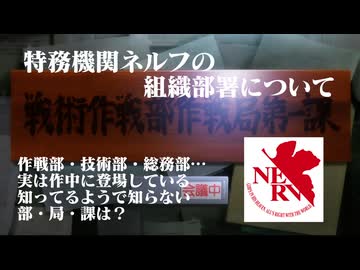 特務機関ネルフの
組織部署について
戦術作戦部作戦局第一課
作戦部・技術部・総務部…
実は作中に登場している
知ってるようで知らない
部・局・課は？
会議中
NERV
GOD'S IN HIS HEAVEN. ALL'S RIGHT WITH THE WORLD.